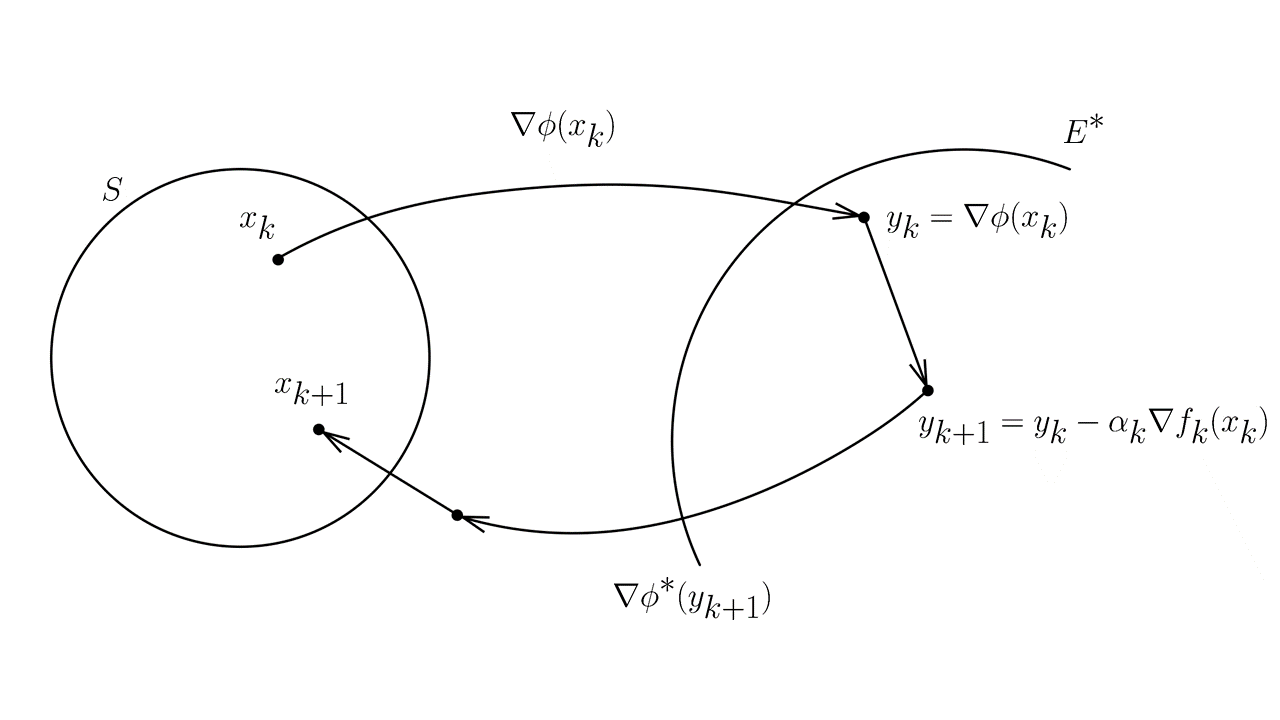 ∇ϕ(x_k)
E*
S
x_k
y_k = ∇ϕ(x_k)
x_{k+1}
y_{k+1} = y_k − α_k∇f_k(x_k)
∇ϕ*(y_{k+1})